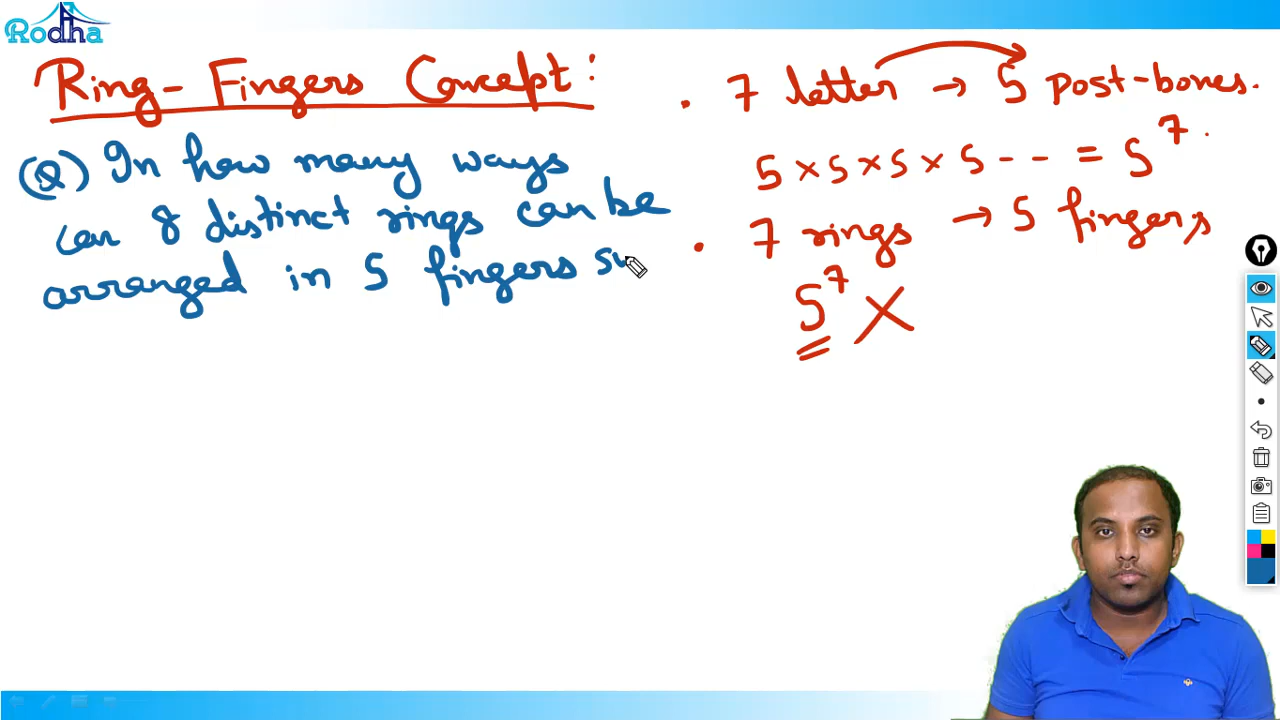 Rodha
Ring-Fingers Concept:
(Q) In how many ways
can 8 distinct rings can be
arranged in 5 fingers su
. 7 letter → 5 post-boxes.
5 × 5 × 5 × 5 - - = 5^7.
. 7 rings → 5 fingers
5^7 ×